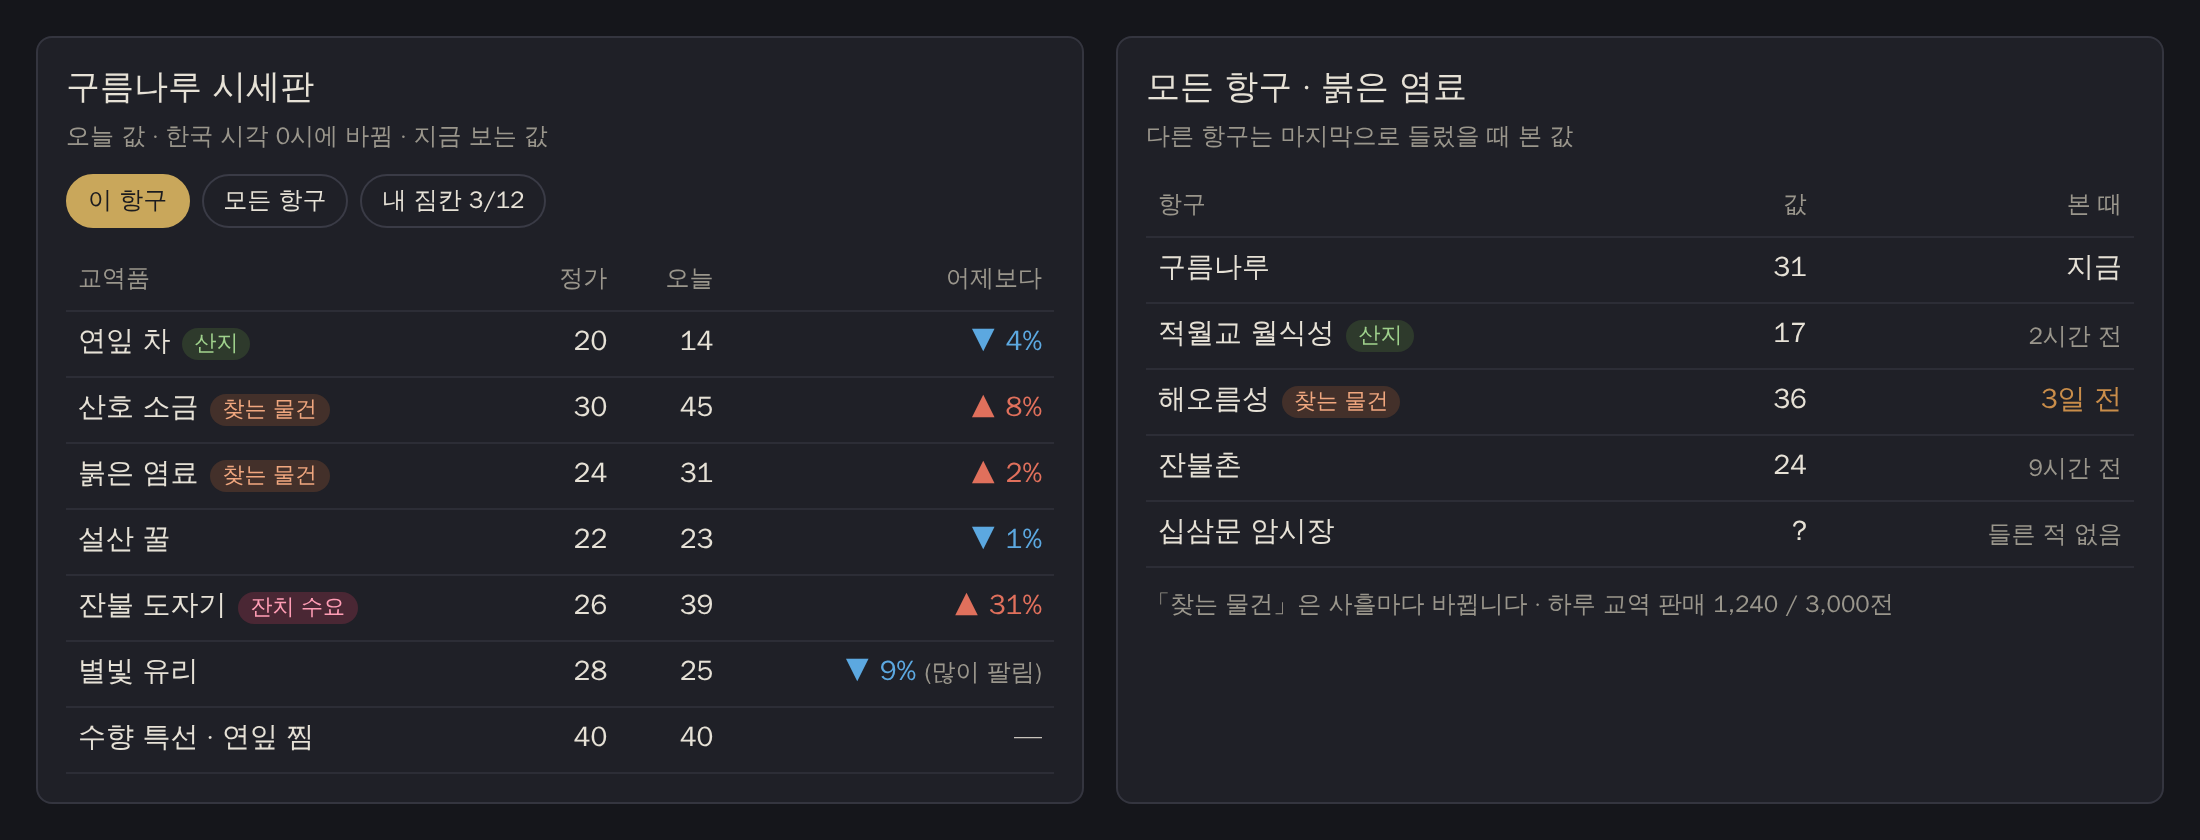 구름나루 시세판
오늘 값 · 한국 시각 0시에 바뀜 · 지금 보는 값
이 항구 모든 항구 내 짐칸 3/12
교역품 정가 오늘 어제보다
연잎 차 산지 20 14 ▼ 4%
산호 소금 찾는 물건 30 45 ▲ 8%
붉은 염료 찾는 물건 24 31 ▲ 2%
설산 꿀 22 23 ▼ 1%
잔불 도자기 잔치 수요 26 39 ▲ 31%
별빛 유리 28 25 ▼ 9% (많이 팔림)
수향 특선 · 연잎 찜 40 40 —
모든 항구 · 붉은 염료
다른 항구는 마지막으로 들렀을 때 본 값
항구 값 본 때
구름나루 31 지금
적월교 월식성 산지 17 2시간 전
해오름성 찾는 물건 36 3일 전
잔불촌 24 9시간 전
십삼문 암시장 ? 들른 적 없음
「찾는 물건」은 사흘마다 바뀝니다 · 하루 교역 판매 1,240 / 3,000전